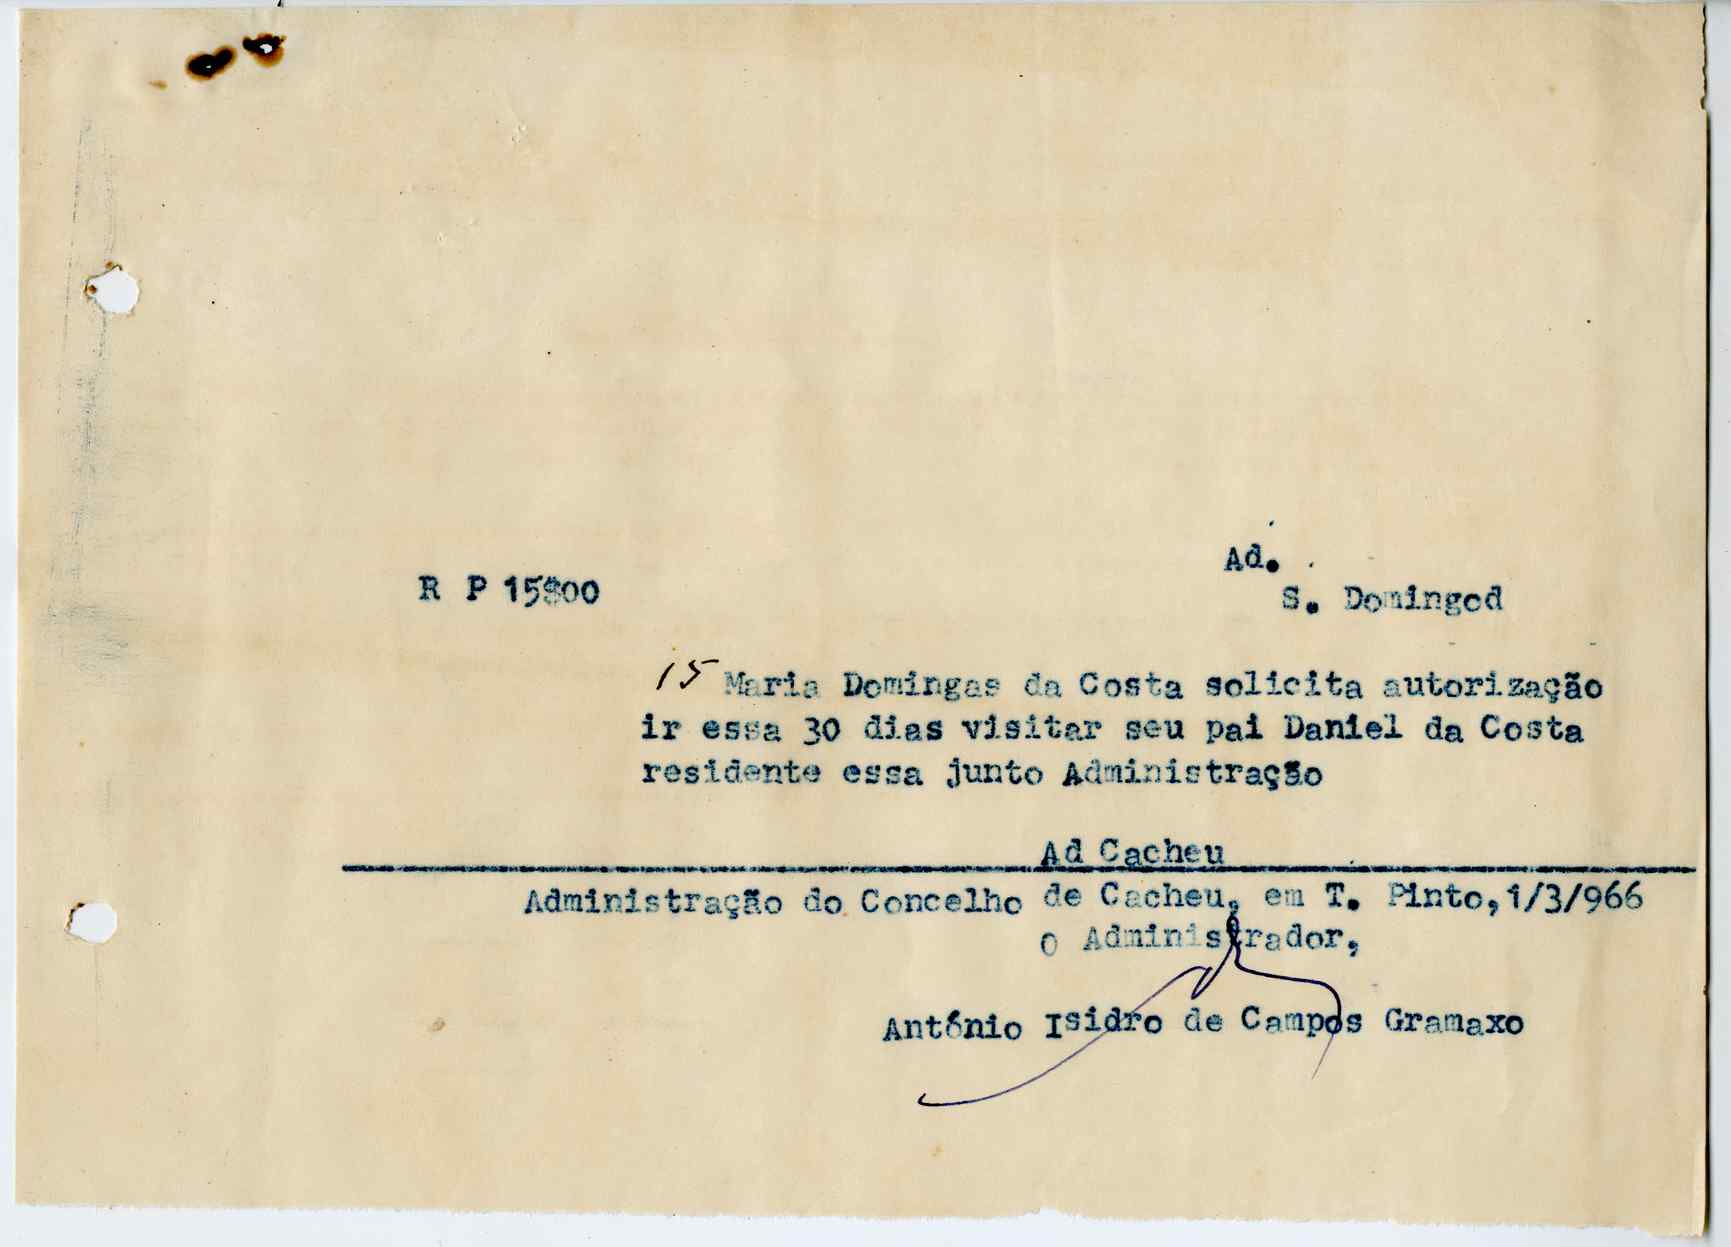 Ad.
R P 15$00
S. Domingod
15 Maria Domingas da Costa solicita autorização
ir essa 30 dias visitar seu pai Daniel da Costa
residente essa junto Administração
Ad Cacheu
Administração do Concelho de Cacheu, em T. Pinto,1/3/966
O Administrador,
António Isidro de Campos Gramaxo